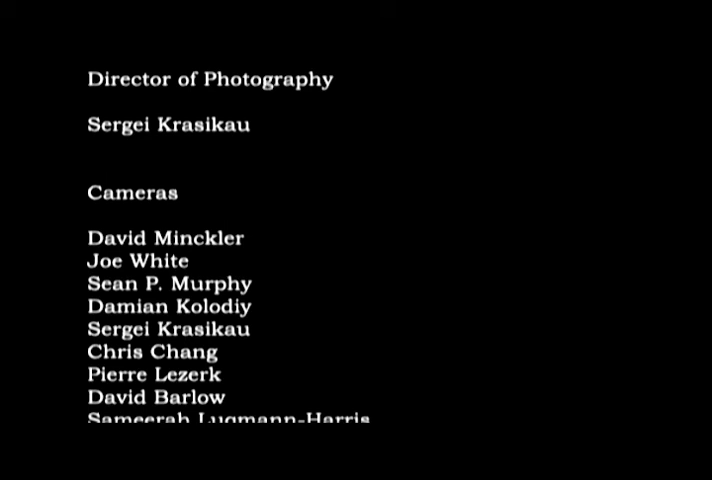 Director of Photography
Sergei Krasikau
Cameras
David Minckler
Joe White
Sean P. Murphy
Damian Kolodiy
Sergei Krasikau
Chris Chang
Pierre Lezerk
David Barlow
Sameerah Luqmann-Harris